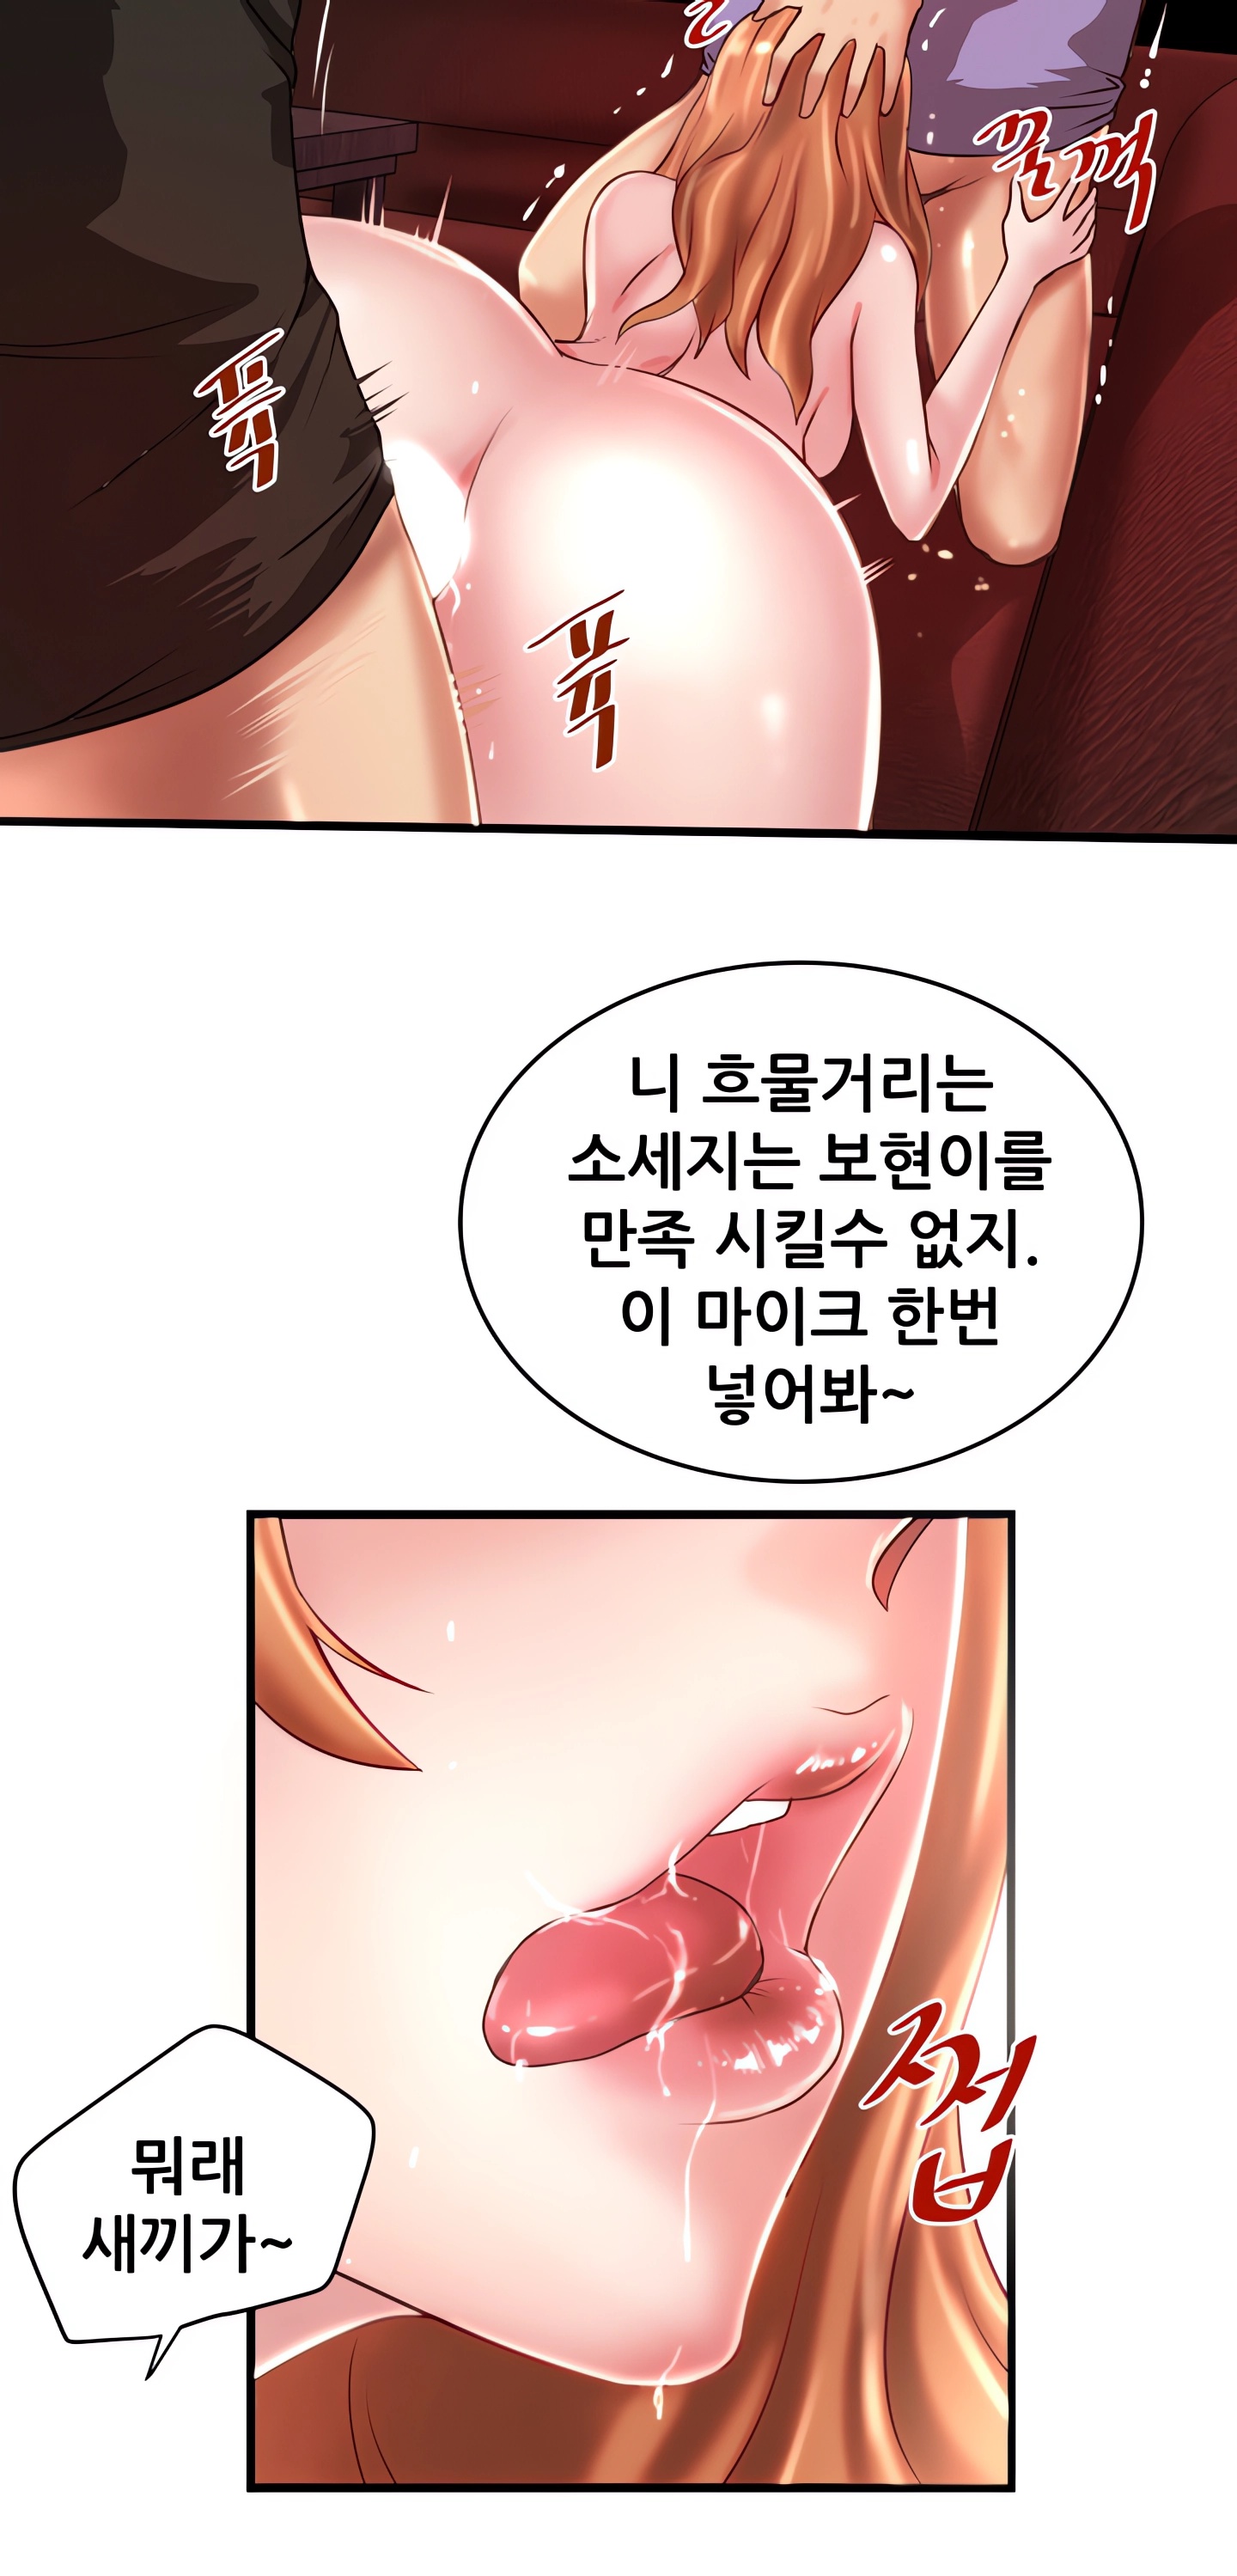 꿀꺽
푹
푹
니 흐물거리는
소세지는 보현이를
만족 시킬수 없지.
이 마이크 한번
넣어봐~
쩝
뭐래
새끼가~